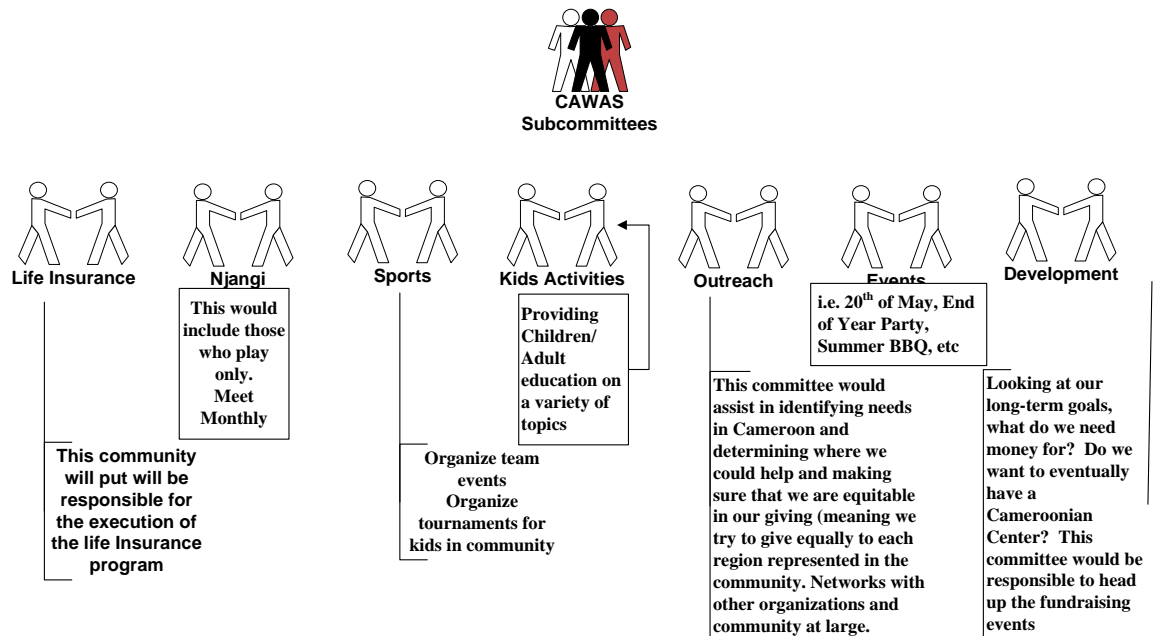 CAWAS
Subcommittees
Life Insurance
This community
will put will be
responsible for
the execution of
the life Insurance
program
Njangi
This would
include those
who play
only.
Meet
Monthly
Sports
Organize team
events
Organize
tournaments for
kids in community
Kids Activities
Providing
Children/
Adult
education on
a variety of
topics
Outreach
This committee would
assist in identifying needs
in Cameroon and
determining where we
could help and making
sure that we are equitable
in our giving (meaning we
try to give equally to each
region represented in the
community. Networks with
other organizations and
community at large.
Events
i.e. 20th of May, End
of Year Party,
Summer BBQ, etc
Development
Looking at our
long-term goals,
what do we need
money for?  Do we
want to eventually
have a
Cameroonian
Center?  This
committee would be
responsible to head
up the fundraising
events